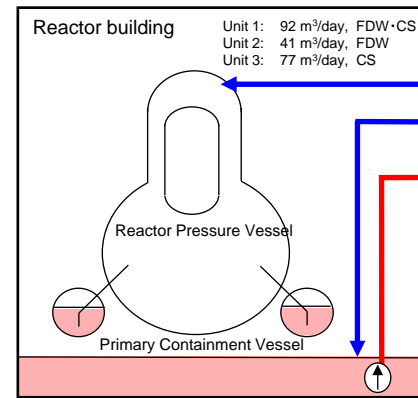 Reactor building
Unit 1: 92 m³/day, FDW・CS
Unit 2: 41 m³/day, FDW
Unit 3: 77 m³/day, CS
Reactor Pressure Vessel
Primary Containment Vessel